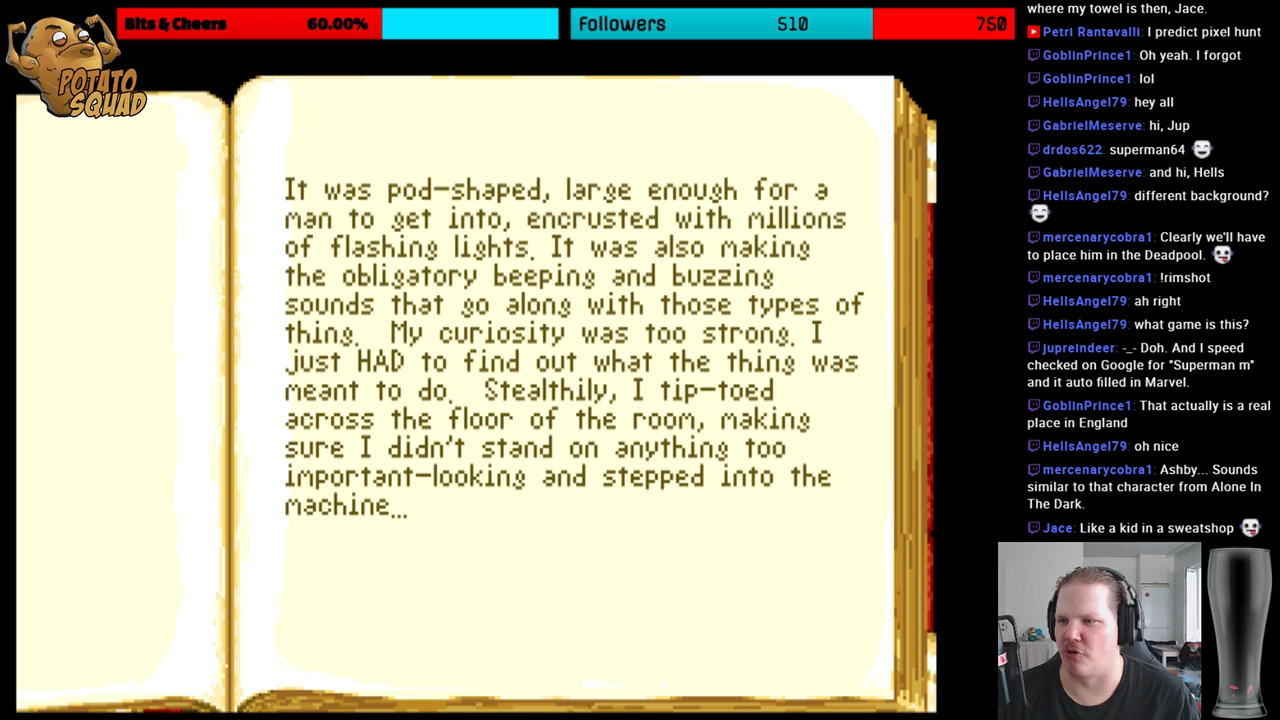 Bits & Cheers 60.00%
Followers 510 750
POTATO
SQUAD
It was pod-shaped, large enough for a
man to get into, encrusted with millions
of flashing lights. It was also making
the obligatory beeping and buzzing
sounds that go along with those types of
thing. My curiosity was too strong. I
just HAD to find out what the thing was
meant to do. Stealthily, I tip-toed
across the floor of the room, making
sure I didn't stand on anything too
important-looking and stepped into the
machine...
where my towel is then, Jace.
Petri Rantavalli: I predict pixel hunt
GoblinPrince1: Oh yeah. I forgot
GoblinPrince1: lol
HellsAngel79: hey all
GabrielMeserve: hi, Jup
drdos622: superman64
GabrielMeserve: and hi, Hells
HellsAngel79: different background?
mercenarycobra1: Clearly we'll have
to place him in the Deadpool.
mercenarycobra1: !rimshot
HellsAngel79: ah right
HellsAngel79: what game is this?
jupreindeer: -_- Doh. And I speed
checked on Google for "Superman m"
and it auto filled in Marvel.
GoblinPrince1: That actually is a real
place in England
HellsAngel79: oh nice
mercenarycobra1: Ashby... Sounds
similar to that character from Alone In
The Dark.
Jace: Like a kid in a sweatshop